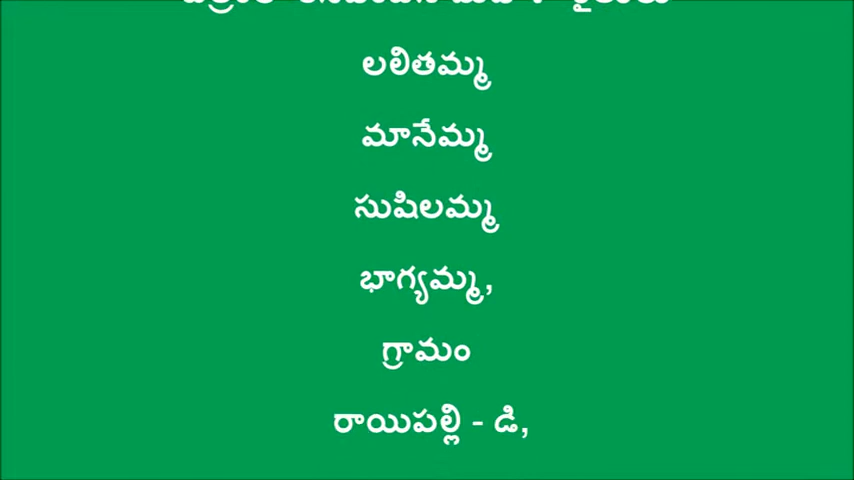 లలితమ్మ
మానేమ్మ
సుషిలమ్మ
భాగ్యమ్మ,
గ్రామం
రాయిపల్లి - డి,